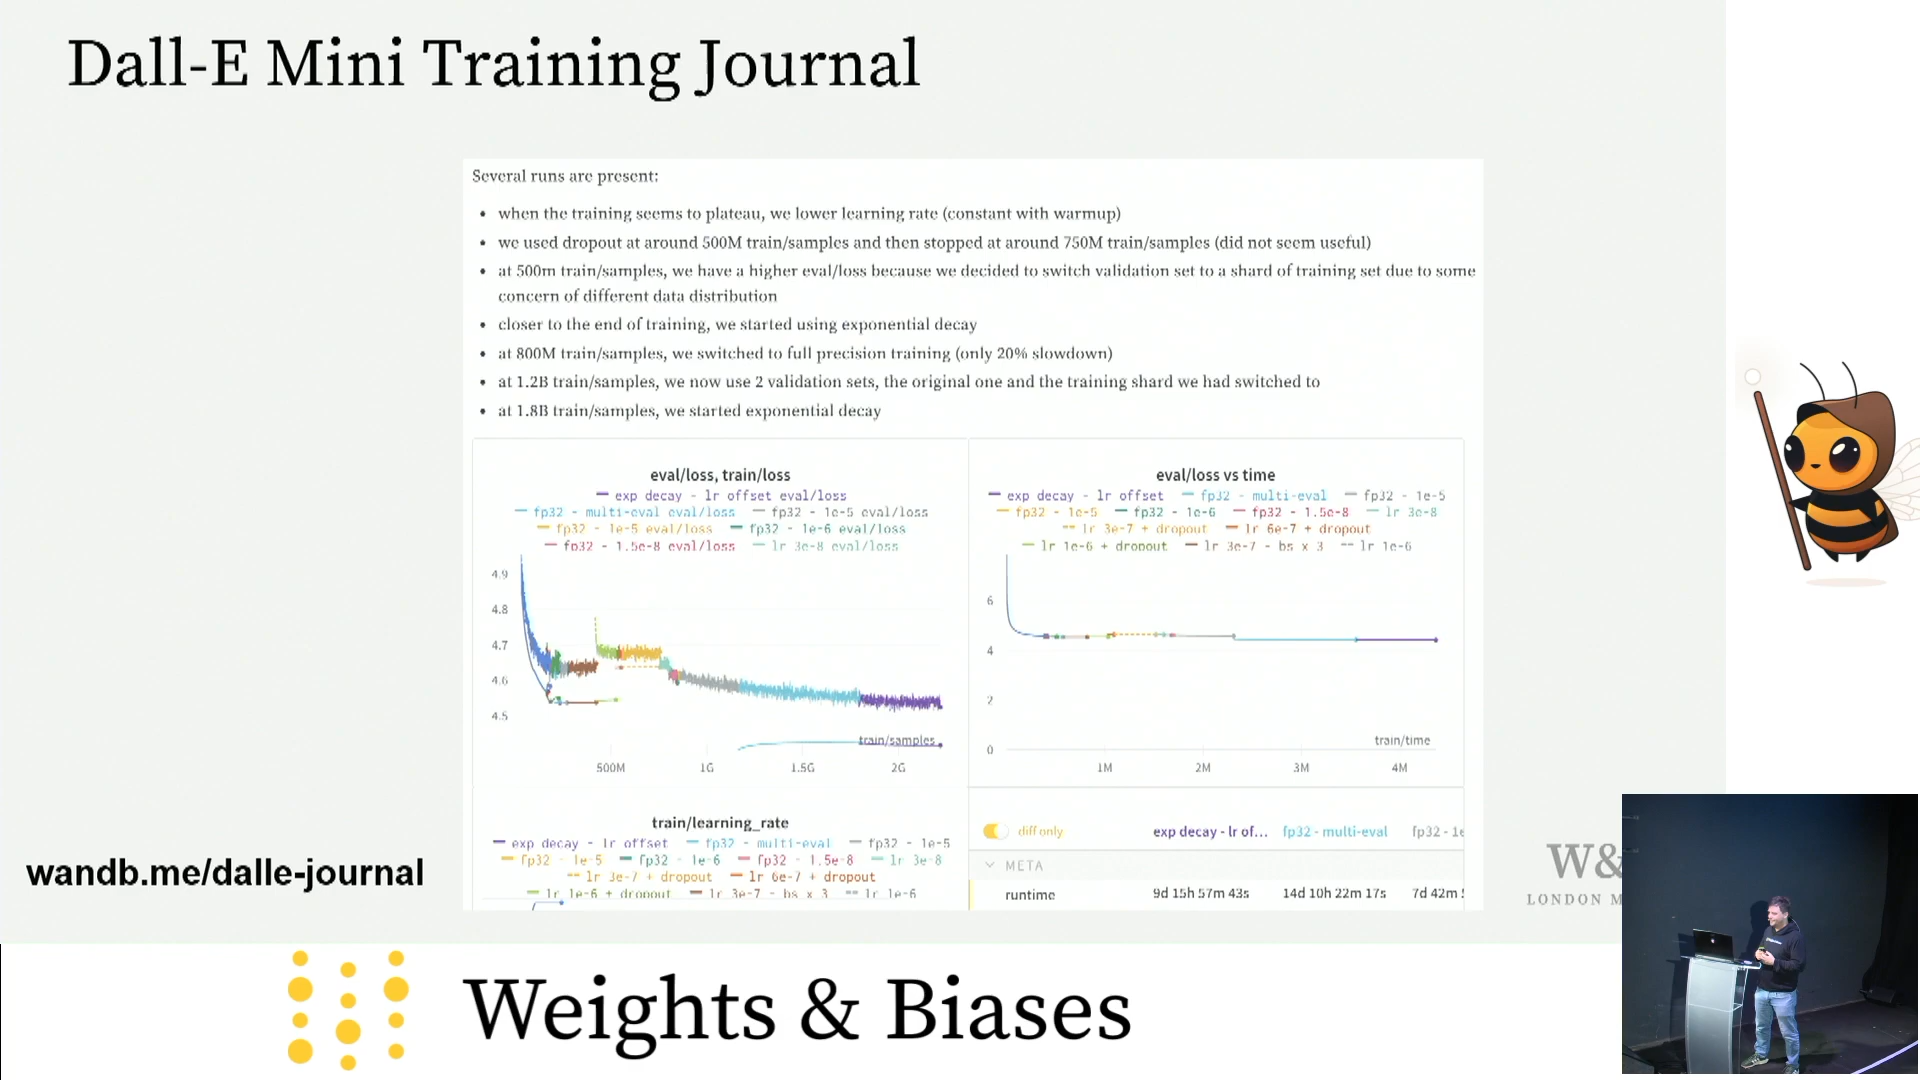 Dall-E Mini Training Journal
Several runs are present:
• when the training seems to plateau, we lower learning rate (constant with warmup)
• we used dropout at around 500M train/samples and then stopped at around 750M train/samples (did not seem useful)
• at 500m train/samples, we have a higher eval/loss because we decided to switch validation set to a shard of training set due to some
concern of different data distribution
• closer to the end of training, we started using exponential decay
• at 800M train/samples, we switched to full precision training (only 20% slowdown)
• at 1.2B train/samples, we now use 2 validation sets, the original one and the training shard we had switched to
• at 1.8B train/samples, we started exponential decay
eval/loss, train/loss
exp decay - lr offset eval/loss
fp32 - multi-eval eval/loss fp32 - 1e-5 eval/loss
fp32 - 1e-5 eval/loss fp32 - 1e-6 eval/loss
fp32 - 1.5e-8 eval/loss lr 3e-8 eval/loss
4.9
4.8
4.7
4.6
4.5
train/samples
500M 1G 1.5G 2G
eval/loss vs time
exp decay - lr offset fp32 - multi-eval fp32 - 1e-5
fp32 - 1e-5 fp32 - 1e-6 fp32 - 1.5e-8 lr 3e-8
lr 3e-7 + dropout lr 6e-7 + dropout
lr 1e-6 + dropout lr 3e-7 - bs x 3 lr 1e-6
6
4
2
0
train/time
1M 2M 3M 4M
train/learning_rate
exp decay - lr offset fp32 - multi-eval fp32 - 1e-5
fp32 - 1e-5 fp32 - 1e-6 fp32 - 1.5e-8 lr 3e-8
lr 3e-7 + dropout lr 6e-7 + dropout
lr 1e-6 + dropout lr 3e-7 - bs x 3 lr 1e-6
diff only exp decay - lr of... fp32 - multi-eval fp32 - 1e
META
runtime 9d 15h 57m 43s 14d 10h 22m 17s 7d 42m
wandb.me/dalle-journal
W&
LONDON M
Weights & Biases